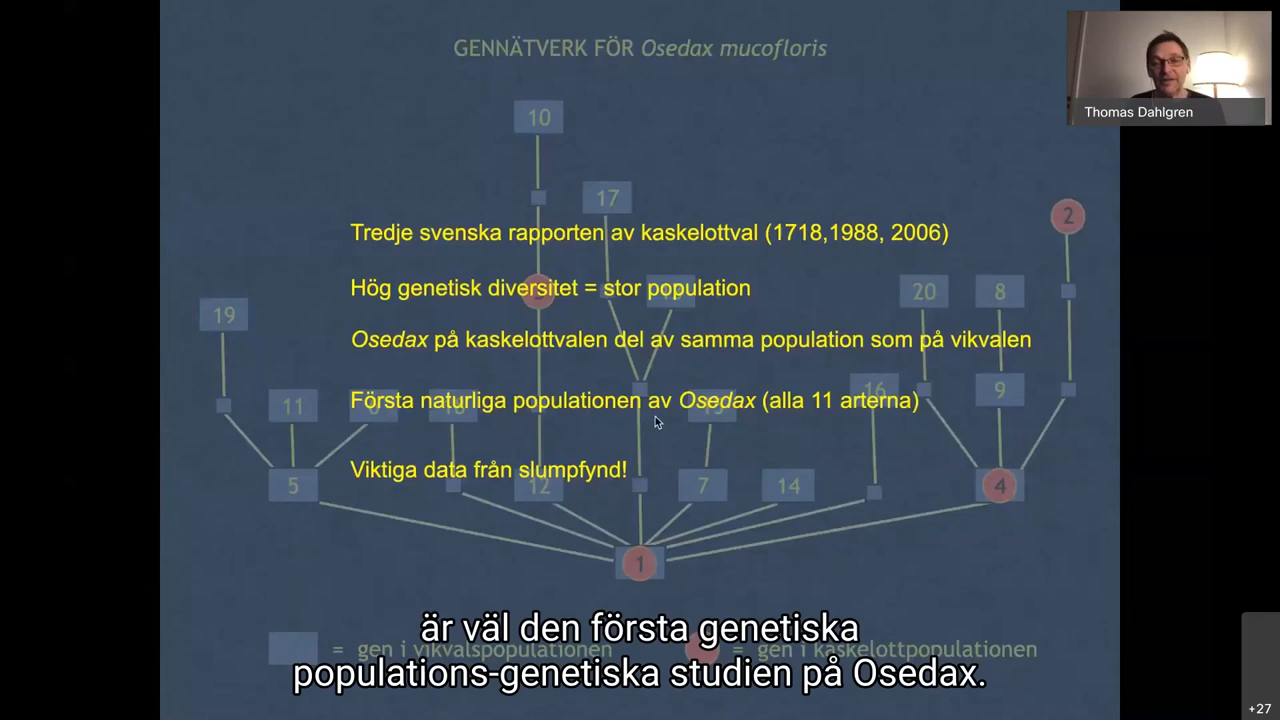 GENNÄTVERK FÖR Osedax mucofloris
Thomas Dahlgren
10
17
2
Tredje svenska rapporten av kaskelottval (1718,1988, 2006)
Hög genetisk diversitet = stor population
20
8
19
Osedax på kaskelottvalen del av samma population som på vikvalen
11
16
9
Första naturliga populationen av Osedax (alla 11 arterna)
Viktiga data från slumpfynd!
5
12
7
14
4
1
är väl den första genetiska
= gen i vikvalspopulationen
= gen i kaskelottpopulationen
populations-genetiska studien på Osedax.
+27